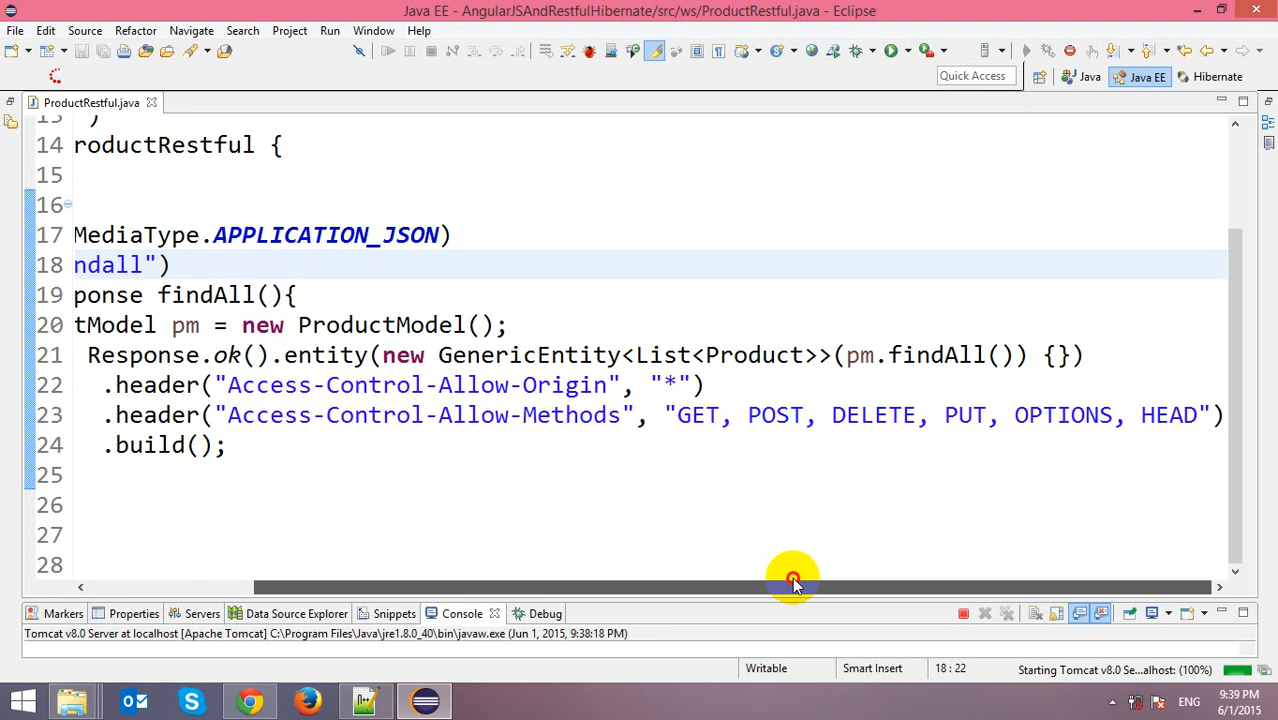 Java EE - AngularJSAndRestfulHibernate/src/ws/ProductRestful.java - Eclipse
File Edit Source Refactor Navigate Search Project Run Window Help
Quick Access Java Java EE Hibernate
ProductRestful.java
13 ")
14 roductRestful {
15
16
17 MediaType.APPLICATION_JSON)
18 ndall")
19 ponse findAll(){
20 tModel pm = new ProductModel();
21 Response.ok().entity(new GenericEntity<List<Product>>(pm.findAll()) {})
22 .header("Access-Control-Allow-Origin", "*")
23 .header("Access-Control-Allow-Methods", "GET, POST, DELETE, PUT, OPTIONS, HEAD")
24 .build();
25
26
27
28
Markers Properties Servers Data Source Explorer Snippets Console Debug
Tomcat v8.0 Server at localhost [Apache Tomcat] C:\Program Files\Java\jre1.8.0_40\bin\javaw.exe (Jun 1, 2015, 9:38:18 PM)
Writable Smart Insert 18 : 22 Starting Tomcat v8.0 Se...alhost: (100%)
ENG 9:39 PM
6/1/2015